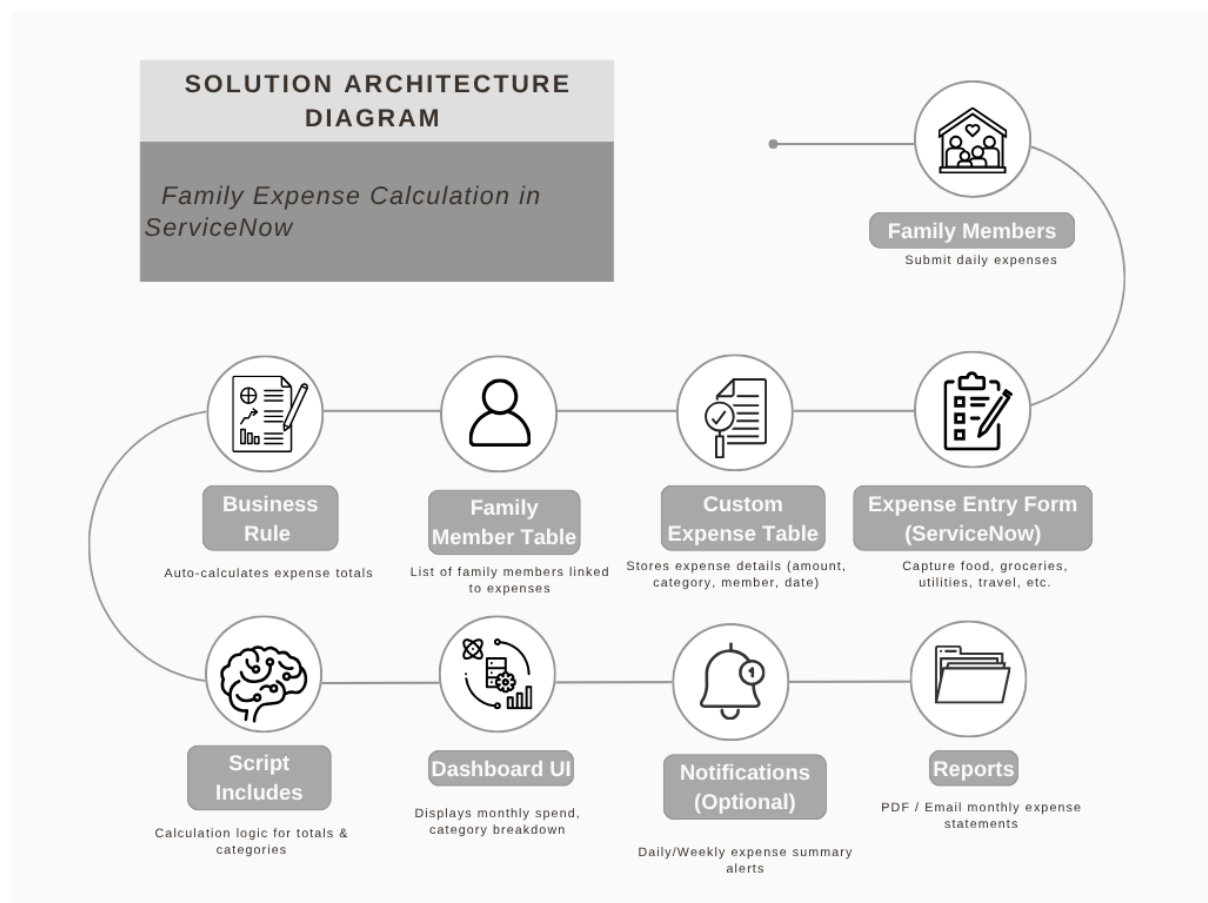 SOLUTION ARCHITECTURE
DIAGRAM
Family Expense Calculation in
ServiceNow
Family Members
Submit daily expenses
Business
Rule
Auto-calculates expense totals
Family
Member Table
List of family members linked
to expenses
Custom
Expense Table
Stores expense details (amount,
category, member, date)
Expense Entry Form
(ServiceNow)
Capture food, groceries,
utilities, travel, etc.
Script
Includes
Calculation logic for totals &
categories
Dashboard UI
Displays monthly spend,
category breakdown
1
Notifications
(Optional)
Daily/Weekly expense summary
alerts
Reports
PDF / Email monthly expense
statements